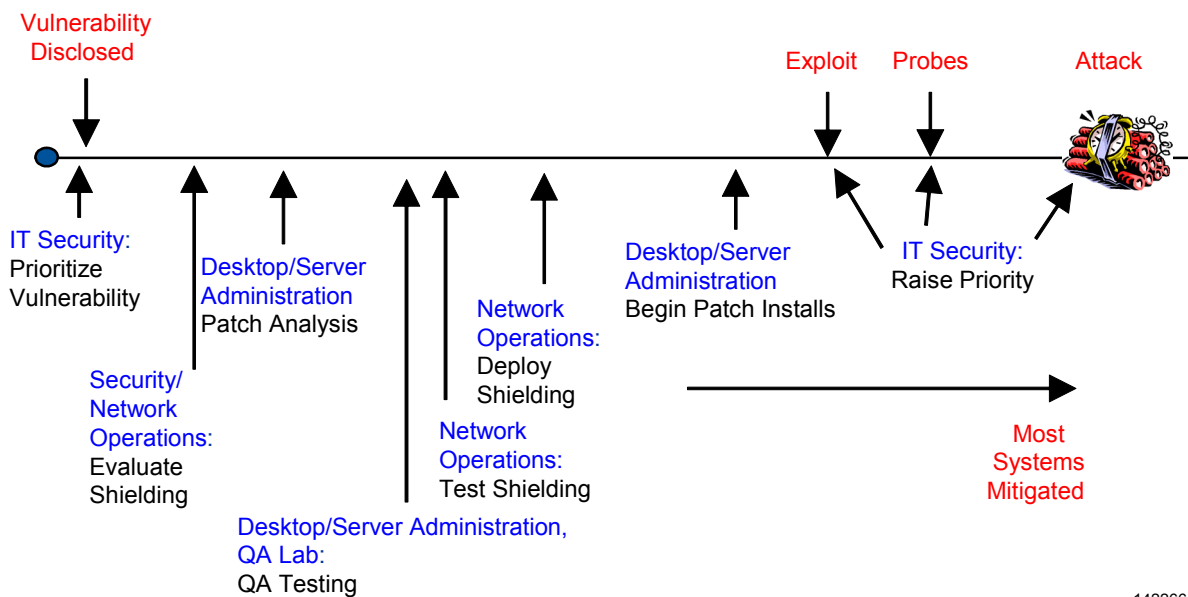 Vulnerability
Disclosed
Exploit
Probes
Attack
IT Security:
Prioritize
Vulnerability
Desktop/Server
Administration
Patch Analysis
Desktop/Server
Administration
Begin Patch Installs
IT Security:
Raise Priority
Network
Operations:
Deploy
Shielding
Security/
Network
Operations:
Evaluate
Shielding
Network
Operations:
Test Shielding
Most
Systems
Mitigated
Desktop/Server Administration,
QA Lab:
QA Testing